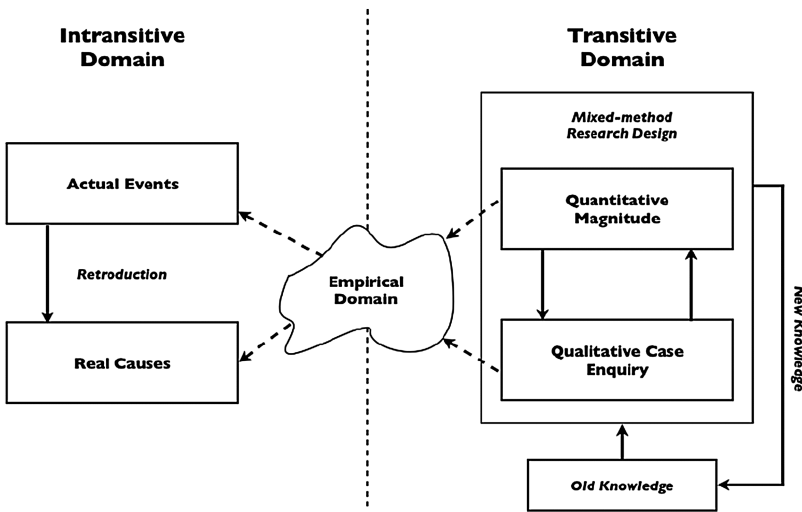 Intransitive
Domain
Transitive
Domain
Mixed-method
Research Design
Actual Events
Quantitative
Magnitude
Retroduction
Empirical
Domain
New Knowledge
Real Causes
Qualitative Case
Enquiry
Old Knowledge